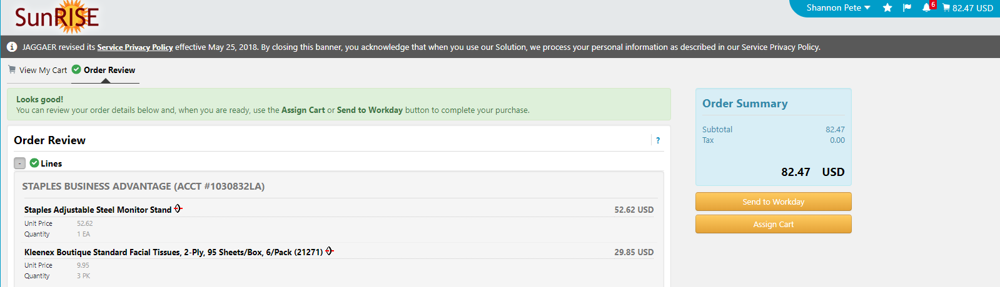 SunRISE
Shannon Pete 6 82.47 USD
JAGGAER revised its Service Privacy Policy effective May 25, 2018. By closing this banner, you acknowledge that when you use our Solution, we process your personal information as described in our Service Privacy Policy.
View My Cart Order Review
Looks good!
You can review your order details below and, when you are ready, use the Assign Cart or Send to Workday button to complete your purchase.
Order Review ?
- Lines
STAPLES BUSINESS ADVANTAGE (ACCT #1030832LA)
Staples Adjustable Steel Monitor Stand 52.62 USD
Unit Price 52.62
Quantity 1 EA
Kleenex Boutique Standard Facial Tissues, 2-Ply, 95 Sheets/Box, 6/Pack (21271) 29.85 USD
Unit Price 9.95
Quantity 3 PK
Order Summary
Subtotal 82.47
Tax 0.00
82.47 USD
Send to Workday
Assign Cart